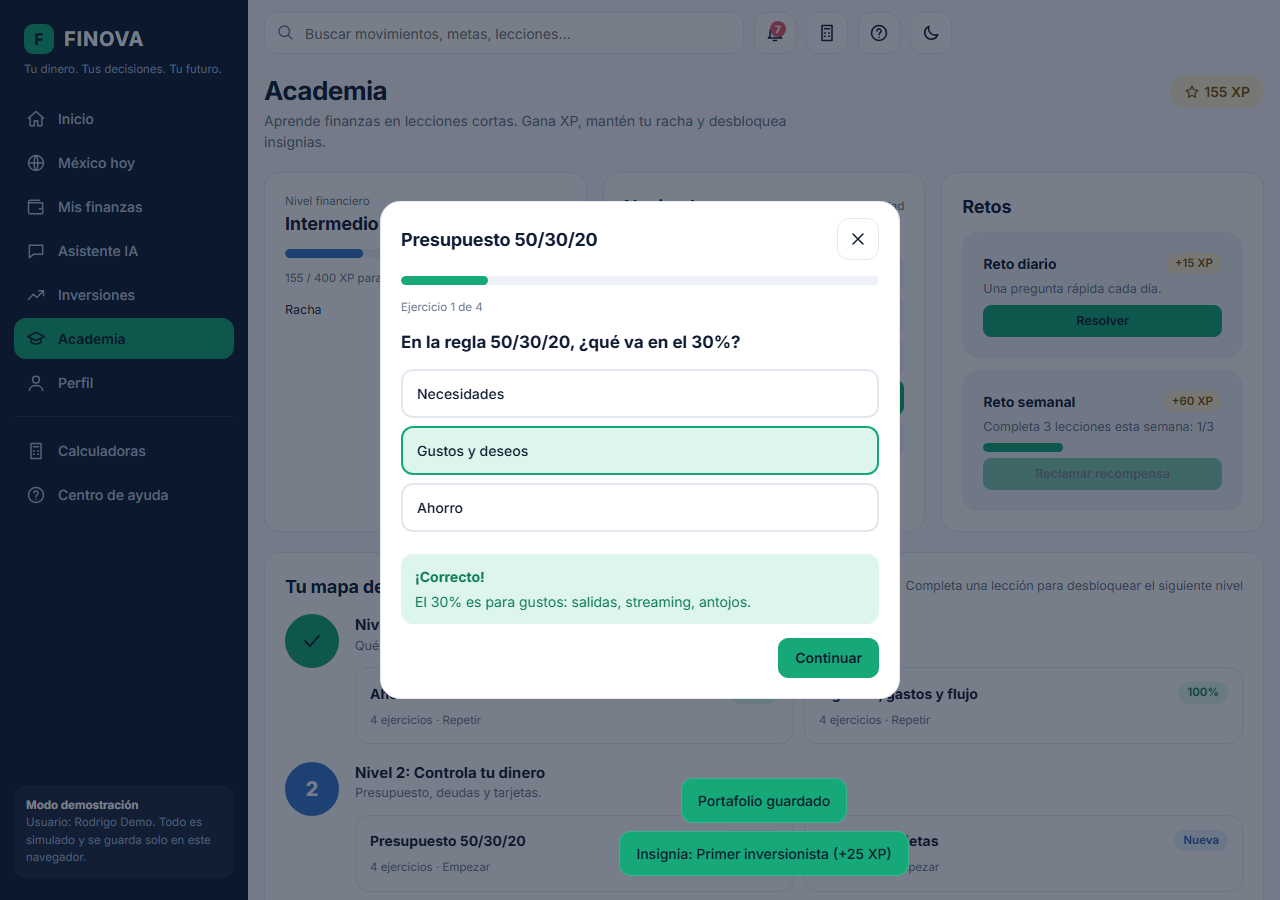 F FINOVA
Tu dinero. Tus decisiones. Tu futuro.
Inicio
México hoy
Mis finanzas
Asistente IA
Inversiones
Academia
Perfil
Calculadoras
Centro de ayuda
Modo demostración
Usuario: Rodrigo Demo. Todo es
simulado y se guarda solo en este
navegador.
Buscar movimientos, metas, lecciones...
7
Academia
Aprende finanzas en lecciones cortas. Gana XP, mantén tu racha y desbloquea
insignias.
155 XP
Nivel financiero
Intermedio
155 / 400 XP para
Racha
Presupuesto 50/30/20
Ejercicio 1 de 4
En la regla 50/30/20, ¿qué va en el 30%?
Necesidades
Gustos y deseos
Ahorro
¡Correcto!
El 30% es para gustos: salidas, streaming, antojos.
Continuar
Retos
Reto diario
+15 XP
Una pregunta rápida cada día.
Resolver
Reto semanal
+60 XP
Completa 3 lecciones esta semana: 1/3
Reclamar recompensa
Tu mapa de
Completa una lección para desbloquear el siguiente nivel
4 ejercicios · Repetir
gastos y flujo
100%
4 ejercicios · Repetir
2
Nivel 2: Controla tu dinero
Presupuesto, deudas y tarjetas.
Presupuesto 50/30/20
4 ejercicios · Empezar
Nueva
Portafolio guardado
Insignia: Primer inversionista (+25 XP)